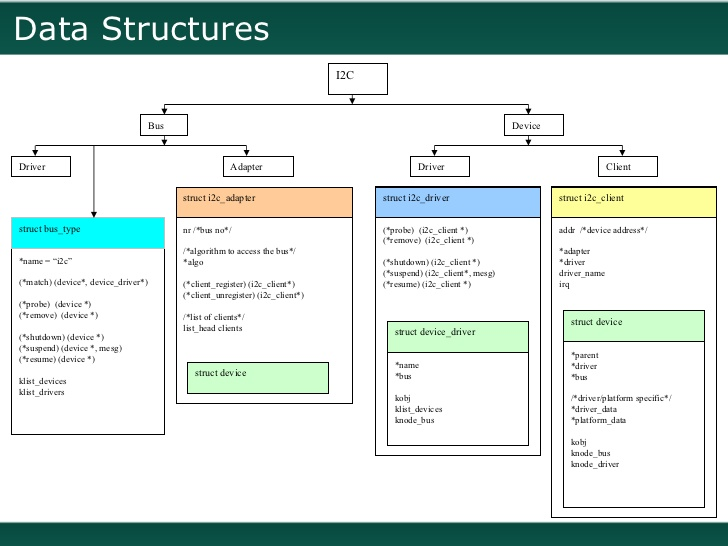 Data Structures
I2C
Bus
Device
Driver
Adapter
Driver
Client
struct bus_type
*name = “i2c”
(*match) (device*, device_driver*)
(*probe)  (device *)
(*remove)  (device *)
(*shutdown) (device *)
(*suspend) (device *, mesg)
(*resume) (device *)
klist_devices
klist_drivers
struct i2c_adapter
nr /*bus no*/
/*algorithm to access the bus*/
*algo
(*client_register) (i2c_client*)
(*client_unregister) (i2c_client*)
/*list of clients*/
list_head clients
struct device
struct i2c_driver
(*probe)  (i2c_client *)
(*remove)  (i2c_client *)
(*shutdown) (i2c_client *)
(*suspend) (i2c_client*, mesg)
(*resume) (i2c_client *)
struct device_driver
*name
*bus
kobj
klist_devices
knode_bus
struct i2c_client
addr  /*device address*/
*adapter
*driver
driver_name
irq
struct device
*parent
*driver
*bus
/*driver/platform specific*/
*driver_data
*platform_data
kobj
knode_bus
knode_driver